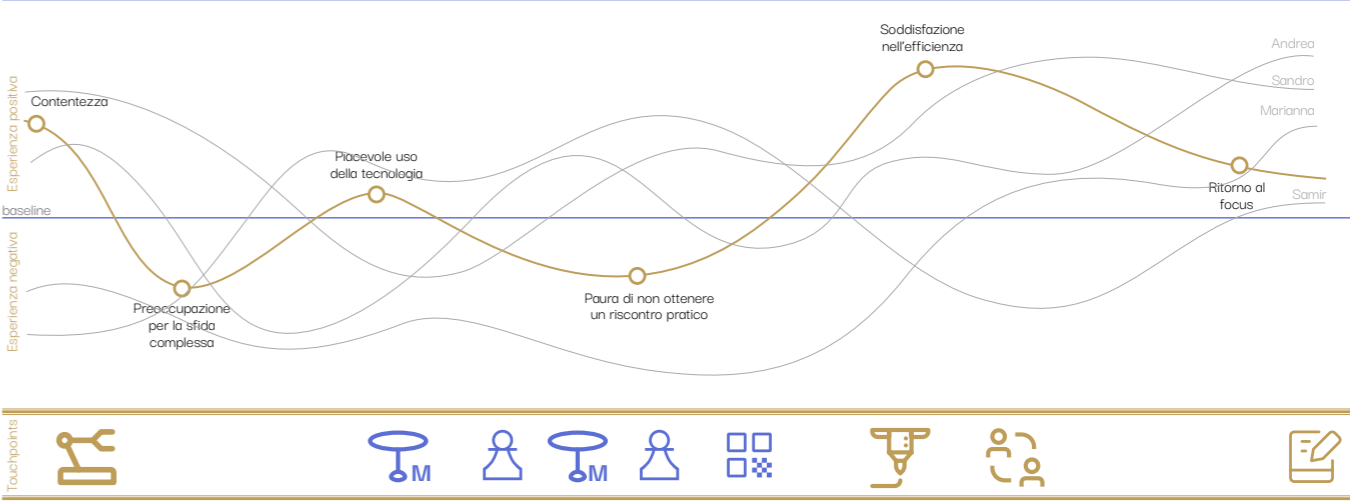 Soddisfazione
nell'efficienza
Andrea
Sandro
Esperienza positiva
Contentezza
Marianna
Piacevole uso
della tecnologia
Ritorno al
focus
Samir
baseline
Esperienza negativa
Preoccupazione
per la sfida
complessa
Paura di non ottenere
un riscontro pratico
Touchpoints
M
M